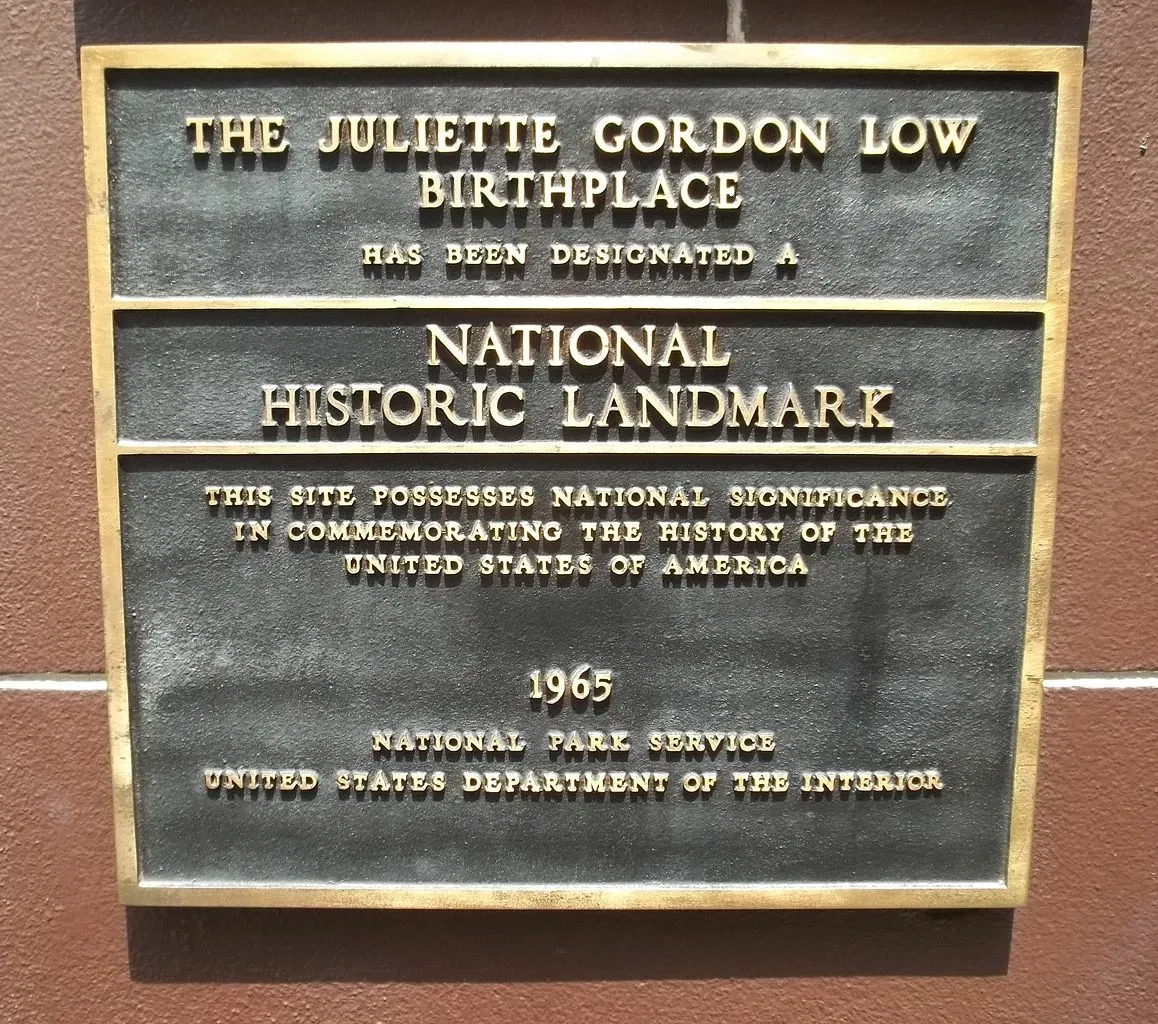 THE JULIETTE GORDON LOW
BIRTHPLACE
HAS BEEN DESIGNATED A
NATIONAL
HISTORIC LANDMARK
THIS SITE POSSESSES NATIONAL SIGNIFICANCE
IN COMMEMORATING THE HISTORY OF THE
UNITED STATES OF AMERICA
1965
NATIONAL PARK SERVICE
UNITED STATES DEPARTMENT OF THE INTERIOR